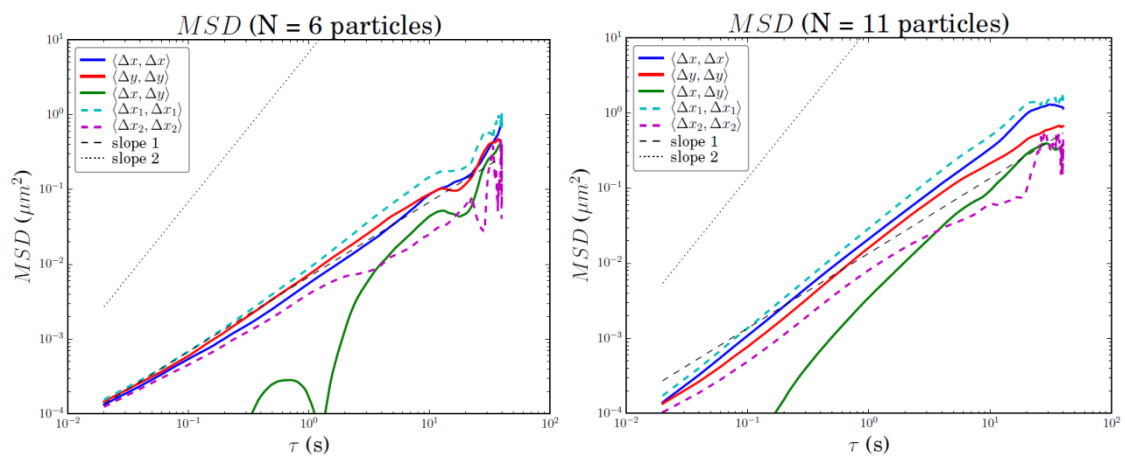 MSD (N = 6 particles)
⟨Δx, Δx⟩
⟨Δy, Δy⟩
⟨Δx, Δy⟩
⟨Δx₁, Δx₁⟩
⟨Δx₂, Δx₂⟩
slope 1
slope 2
MSD (μm²)
10¹
10⁰
10⁻¹
10⁻²
10⁻³
10⁻⁴
10⁻² 10⁻¹ 10⁰ 10¹ 10²
τ (s)
MSD (N = 11 particles)
⟨Δx, Δx⟩
⟨Δy, Δy⟩
⟨Δx, Δy⟩
⟨Δx₁, Δx₁⟩
⟨Δx₂, Δx₂⟩
slope 1
slope 2
MSD (μm²)
10¹
10⁰
10⁻¹
10⁻²
10⁻³
10⁻⁴
10⁻² 10⁻¹ 10⁰ 10¹ 10²
τ (s)